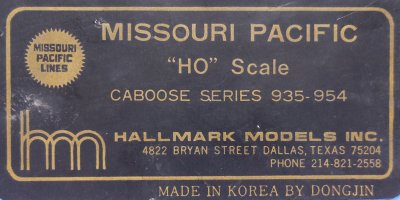 MISSOURI PACIFIC
MISSOURI
PACIFIC
LINES
"HO" Scale
CABOOSE SERIES 935-954
hmm
HALLMARK MODELS INC.
4822 BRYAN STREET DALLAS, TEXAS 75204
PHONE 214-821-2558
MADE IN KOREA BY DONGJIN